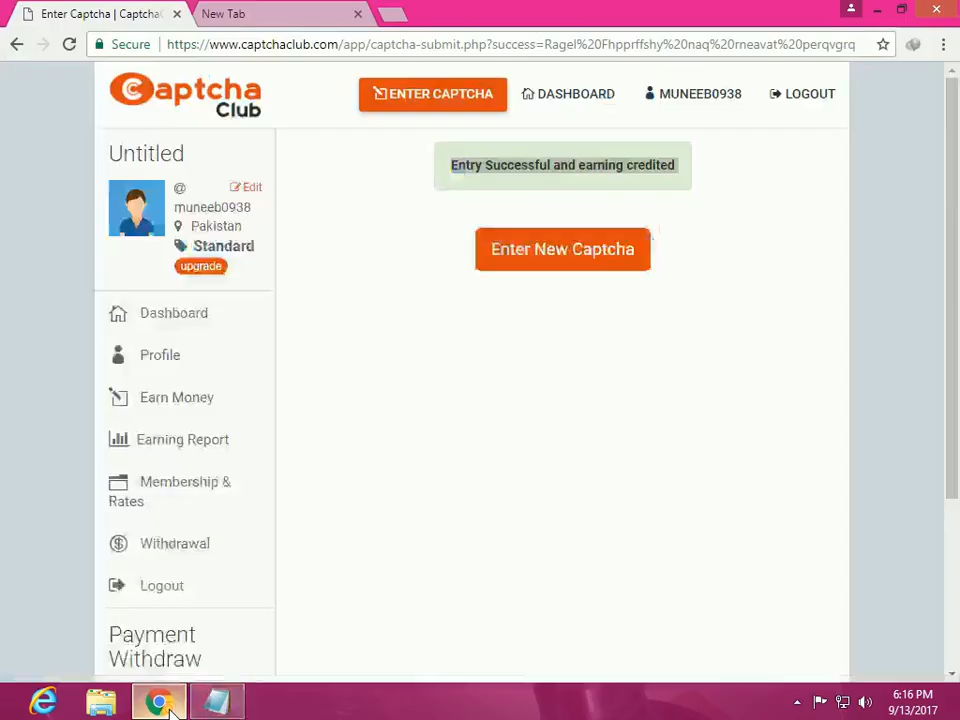 Enter Captcha | Captcha
New Tab
Secure
https://www.captchaclub.com/app/captcha-submit.php?success=Ragel%20Fhpprffshy%20naq%20rneavat%20perqvgrq
Captcha
Club
ENTER CAPTCHA
DASHBOARD
MUNEEB0938
LOGOUT
Untitled
@
Edit
muneeb0938
Pakistan
Standard
upgrade
Entry Successful and earning credited
Enter New Captcha
Dashboard
Profile
Earn Money
Earning Report
Membership &
Rates
Withdrawal
Logout
Payment
Withdraw
6:16 PM
9/13/2017